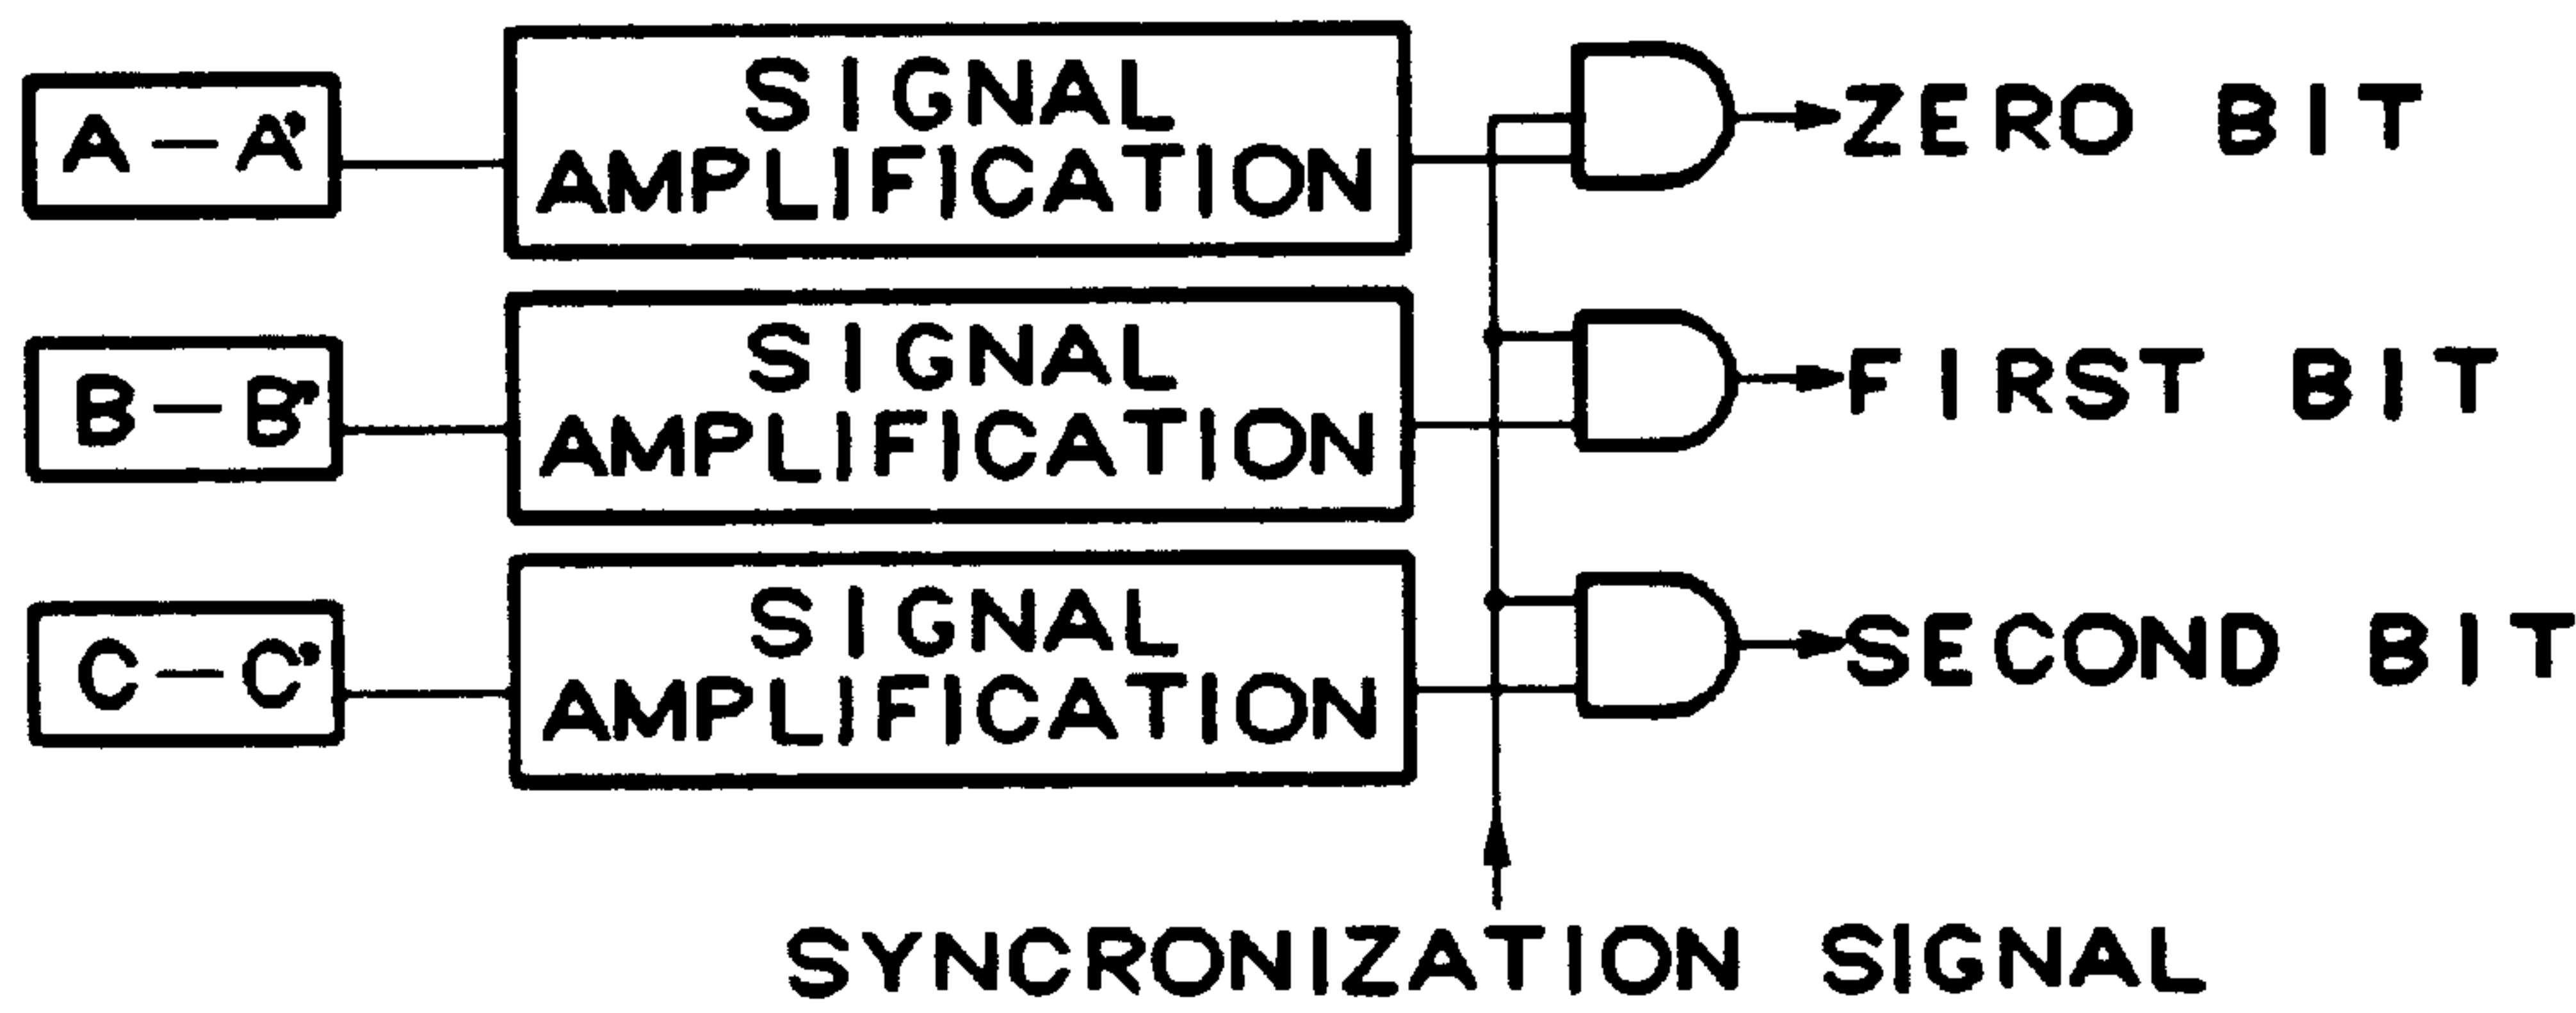 A—A'
SIGNAL
AMPLIFICATION
ZERO BIT
B—B'
SIGNAL
AMPLIFICATION
FIRST BIT
C—C'
SIGNAL
AMPLIFICATION
SECOND BIT
SYNCRONIZATION SIGNAL